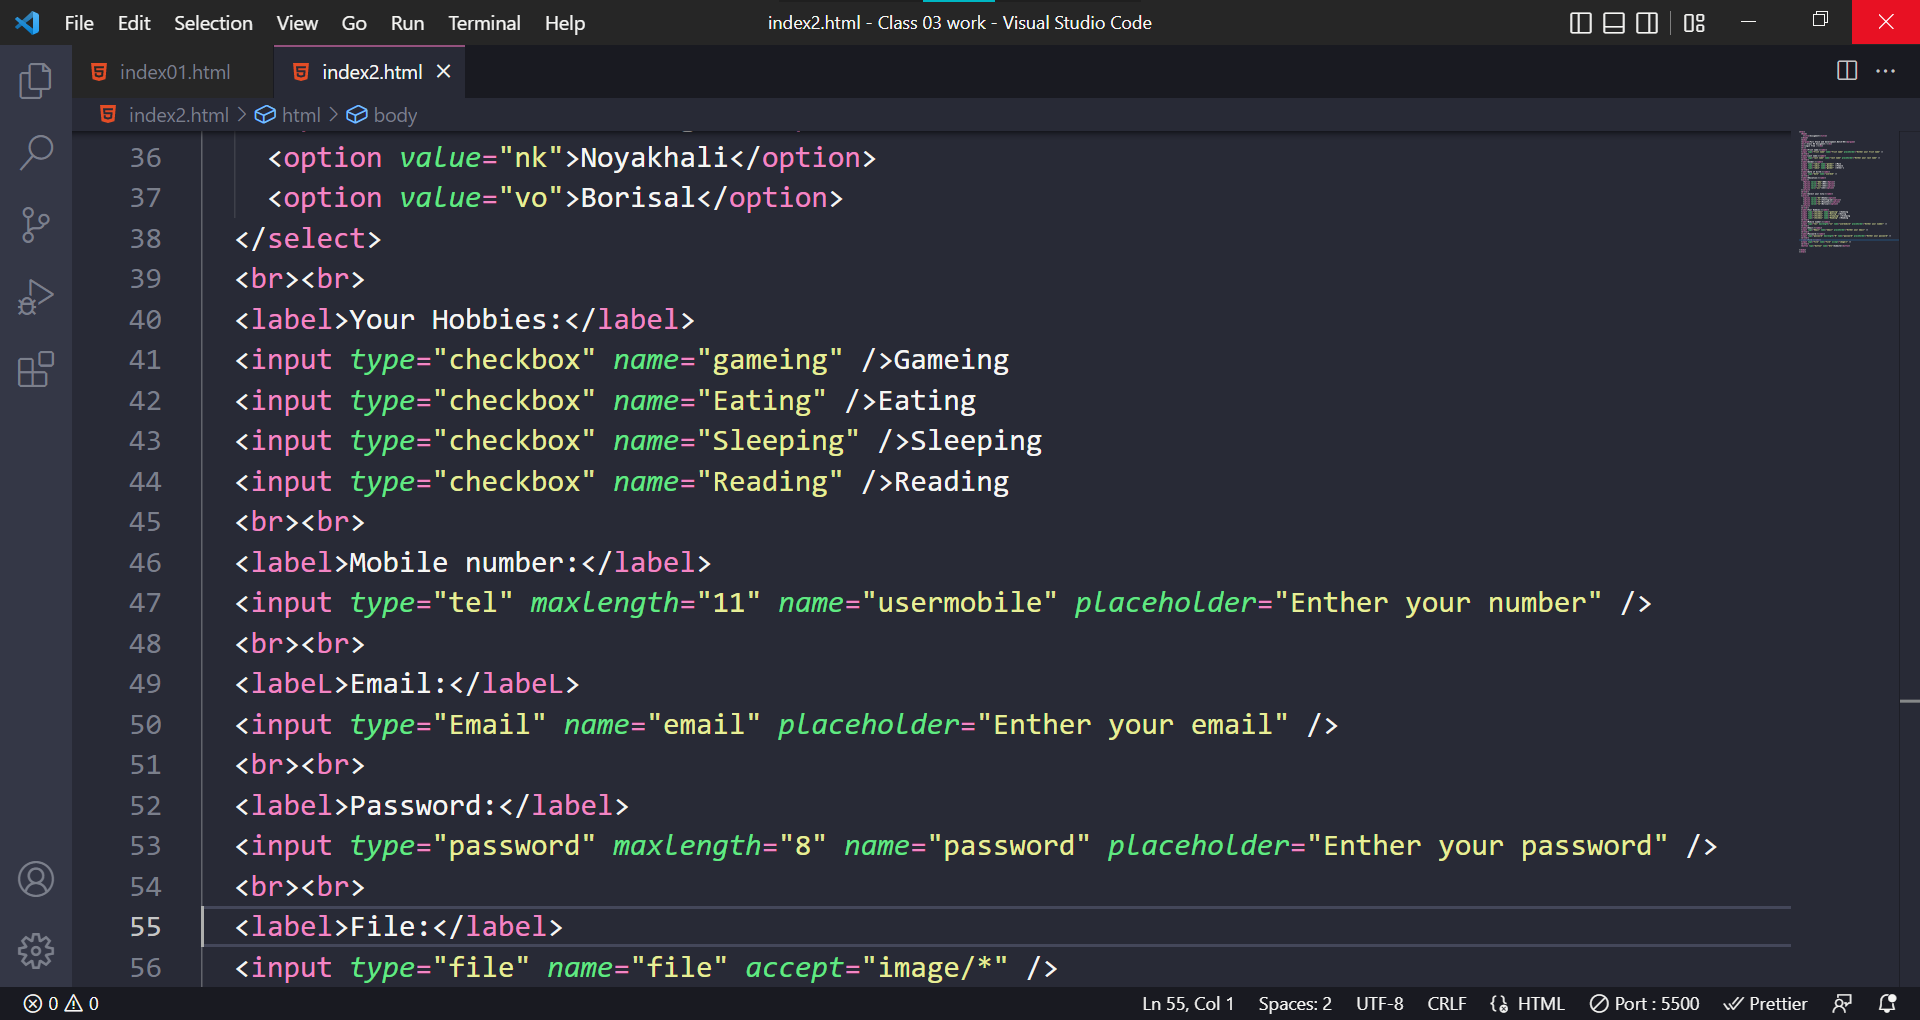 File Edit Selection View Go Run Terminal Help index2.html - Class 03 work - Visual Studio Code
index01.html index2.html
index2.html > html > body
36 <option value="nk">Noyakhali</option>
37 <option value="vo">Borisal</option>
38 </select>
39 <br><br>
40 <label>Your Hobbies:</label>
41 <input type="checkbox" name="gameing" />Gameing
42 <input type="checkbox" name="Eating" />Eating
43 <input type="checkbox" name="Sleeping" />Sleeping
44 <input type="checkbox" name="Reading" />Reading
45 <br><br>
46 <label>Mobile number:</label>
47 <input type="tel" maxlength="11" name="usermobile" placeholder="Enther your number" />
48 <br><br>
49 <labeL>Email:</labeL>
50 <input type="Email" name="email" placeholder="Enther your email" />
51 <br><br>
52 <label>Password:</label>
53 <input type="password" maxlength="8" name="password" placeholder="Enther your password" />
54 <br><br>
55 <label>File:</label>
56 <input type="file" name="file" accept="image/*" />
0 0 Ln 55, Col 1 Spaces: 2 UTF-8 CRLF HTML Port : 5500 Prettier